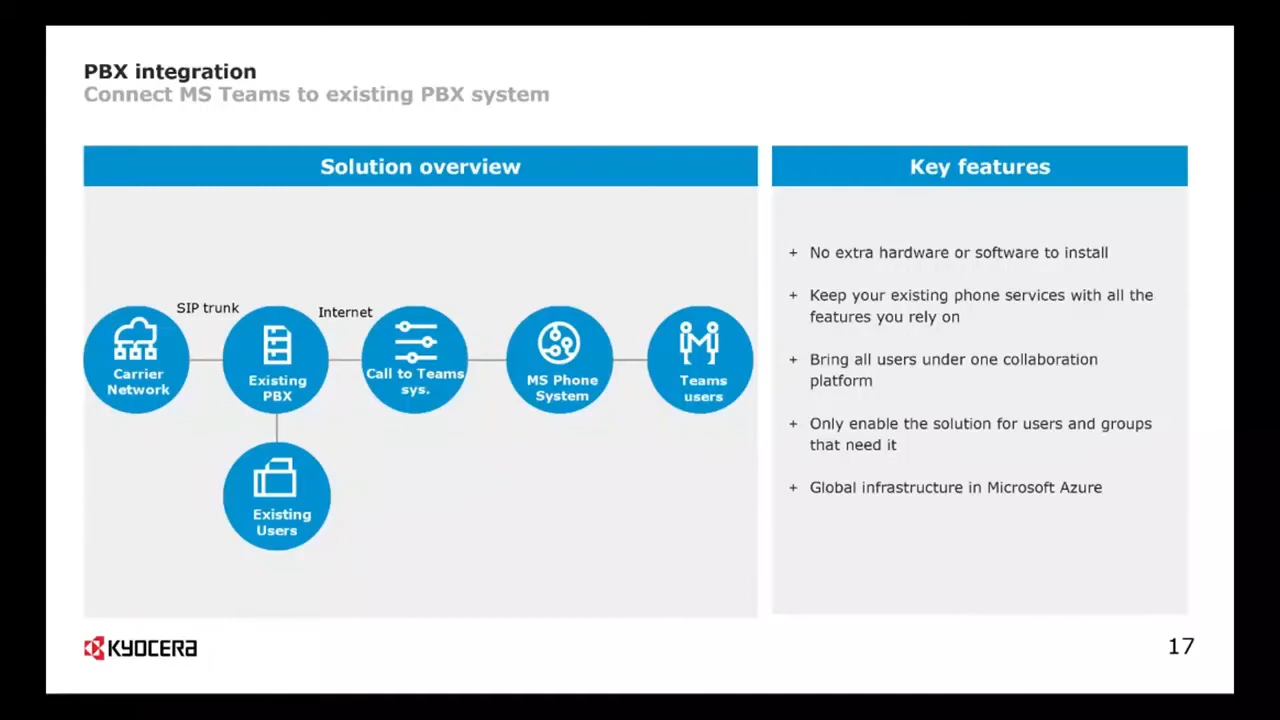 PBX integration
Connect MS Teams to existing PBX system
Solution overview
SIP trunk
Internet
Carrier
Network
Existing
PBX
Call to Teams
sys.
MS Phone
System
Teams
users
Existing
Users
Key features
+ No extra hardware or software to install
+ Keep your existing phone services with all the
features you rely on
+ Bring all users under one collaboration
platform
+ Only enable the solution for users and groups
that need it
+ Global infrastructure in Microsoft Azure
KYOCERA
17